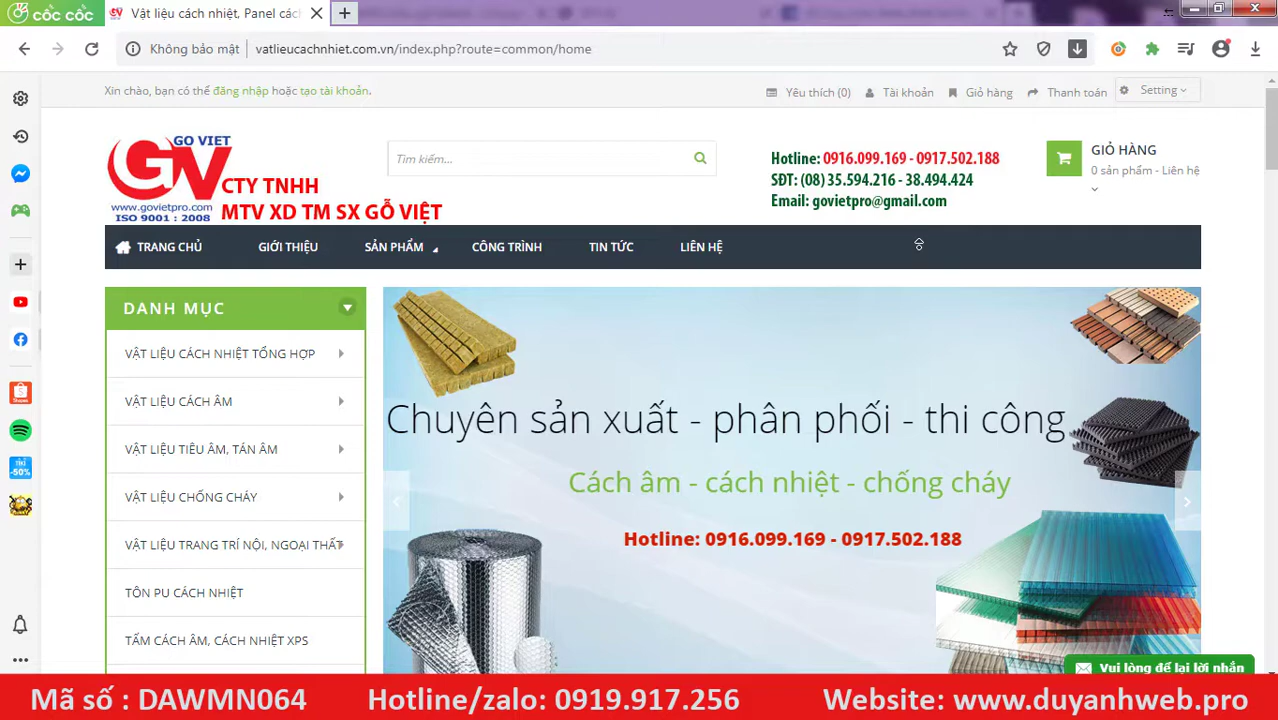 cốc cốc
Vật liệu cách nhiệt, Panel các
Không bảo mật
vatlieucachnhiet.com.vn/index.php?route=common/home
Xin chào, bạn có thể đăng nhập hoặc tạo tài khoản.
Yêu thích (0)
Tài khoản
Giỏ hàng
Thanh toán
Setting
GO VIET
GV
www.govietpro.com
ISO 9001 : 2008
CTY TNHH
MTV XD TM SX GỖ VIỆT
Tìm kiếm...
Hotline: 0916.099.169 - 0917.502.188
SĐT: (08) 35.594.216 - 38.494.424
Email: govietpro@gmail.com
GIỎ HÀNG
0 sản phẩm - Liên hệ
TRANG CHỦ
GIỚI THIỆU
SẢN PHẨM
CÔNG TRÌNH
TIN TỨC
LIÊN HỆ
DANH MỤC
VẬT LIỆU CÁCH NHIỆT TỔNG HỢP
VẬT LIỆU CÁCH ÂM
VẬT LIỆU TIÊU ÂM, TÁN ÂM
VẬT LIỆU CHỐNG CHÁY
VẬT LIỆU TRANG TRÍ NỘI, NGOẠI THẤT
TÔN PU CÁCH NHIỆT
TẤM CÁCH ÂM, CÁCH NHIỆT XPS
Chuyên sản xuất - phân phối - thi công
Cách âm - cách nhiệt - chống cháy
Hotline: 0916.099.169 - 0917.502.188
Vui lòng để lại lời nhắn
Mã số : DAWMN064
Hotline/zalo: 0919.917.256
Website: www.duyanhweb.pro